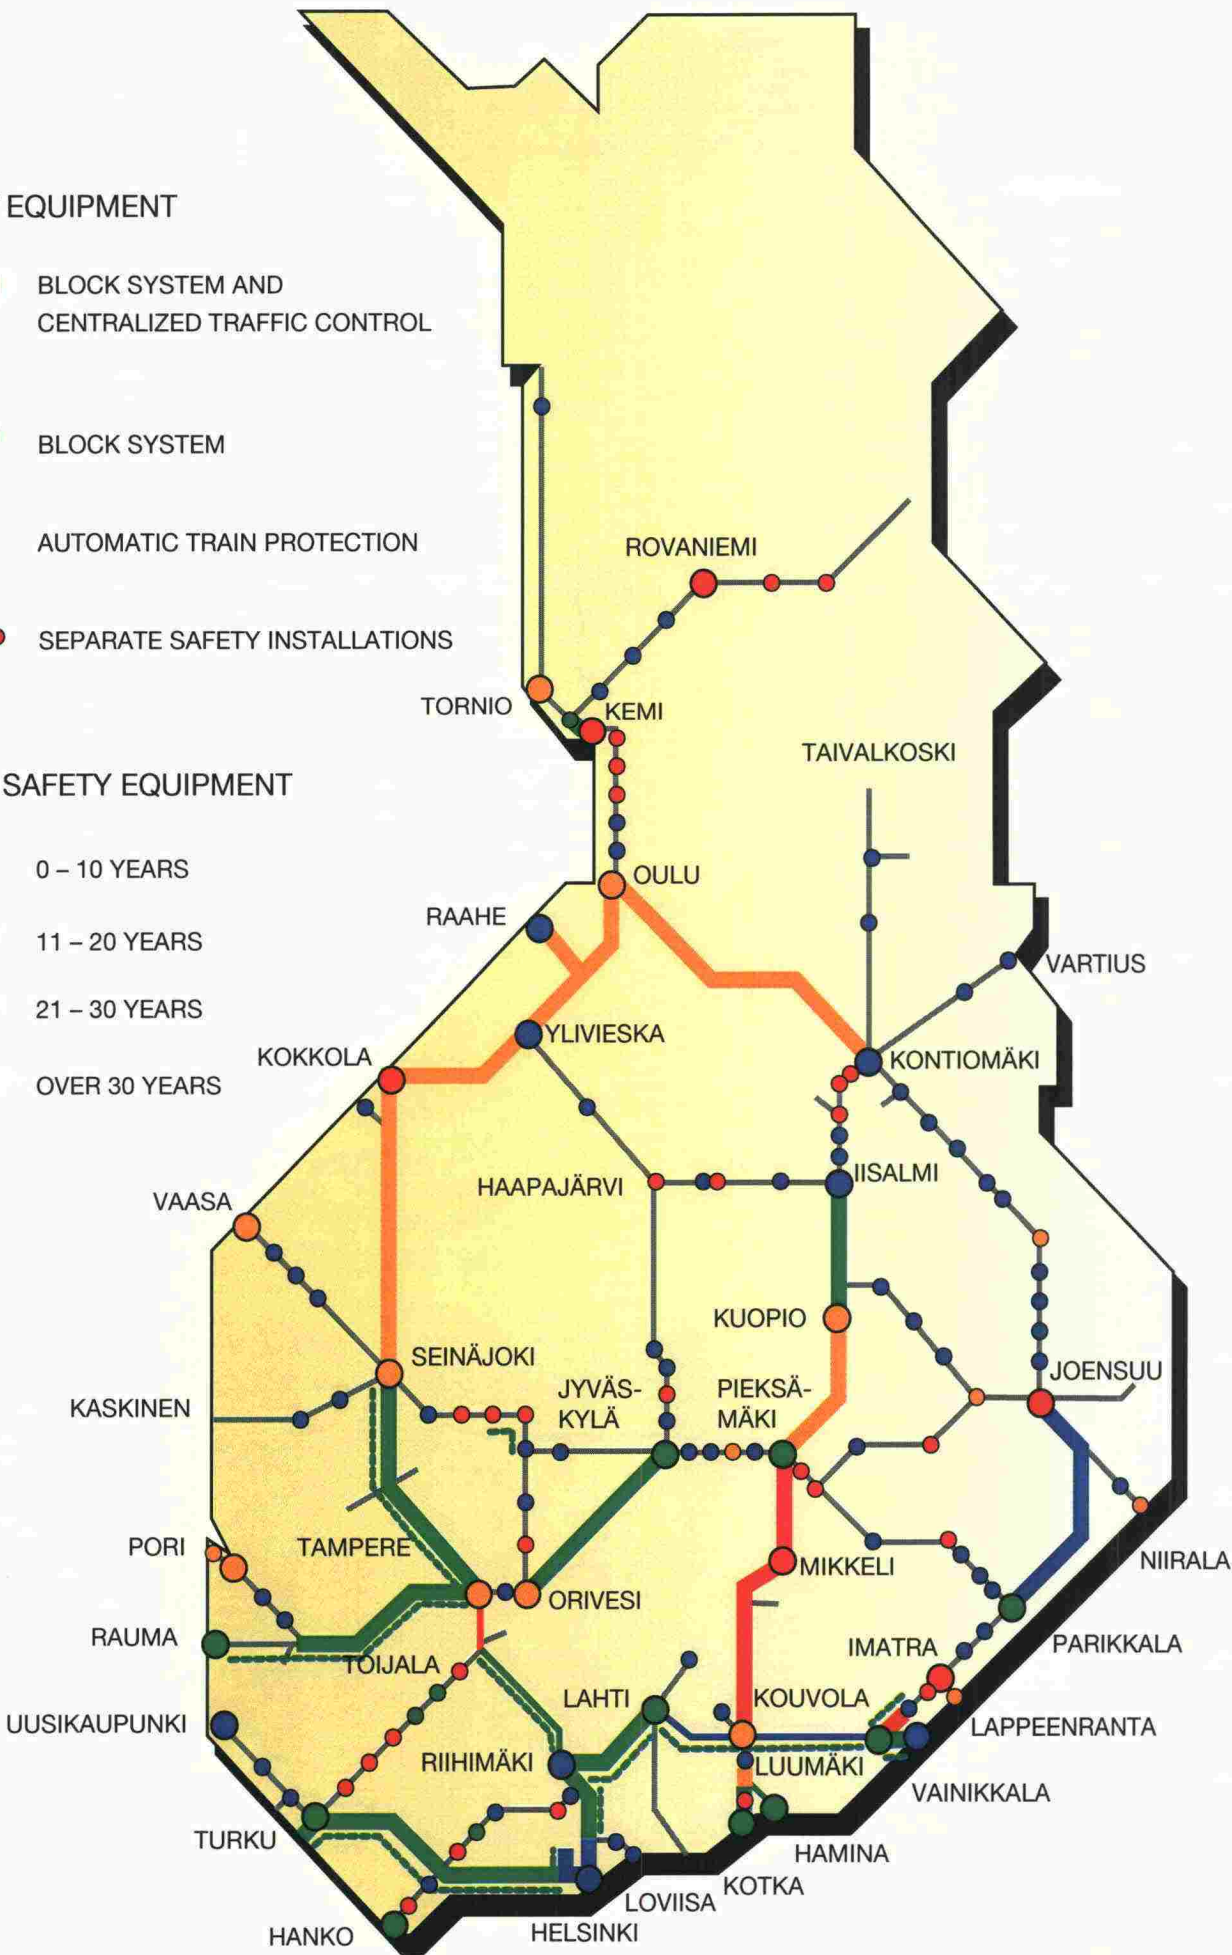 EQUIPMENT
BLOCK SYSTEM AND
CENTRALIZED TRAFFIC CONTROL
BLOCK SYSTEM
AUTOMATIC TRAIN PROTECTION
SEPARATE SAFETY INSTALLATIONS
SAFETY EQUIPMENT
0 – 10 YEARS
11 – 20 YEARS
21 – 30 YEARS
OVER 30 YEARS
ROVANIEMI
TORNIO
KEMI
TAIVALKOSKI
OULU
RAAHE
VARTIUS
YLIVIESKA
KOKKOLA
KONTIOMÄKI
HAAPAJÄRVI
IISALMI
VAASA
KUOPIO
SEINÄJOKI
JOENSUU
KASKINEN
JYVÄS-
KYLÄ
PIEKSÄ-
MÄKI
PORI
TAMPERE
MIKKELI
NIIRALA
ORIVESI
RAUMA
TOIJALA
IMATRA
PARIKKALA
LAHTI
KOUVOLA
UUSIKAUPUNKI
LAPPEENRANTA
RIIHIMÄKI
LUUMÄKI
VAINIKKALA
TURKU
HAMINA
KOTKA
LOVIISA
HELSINKI
HANKO